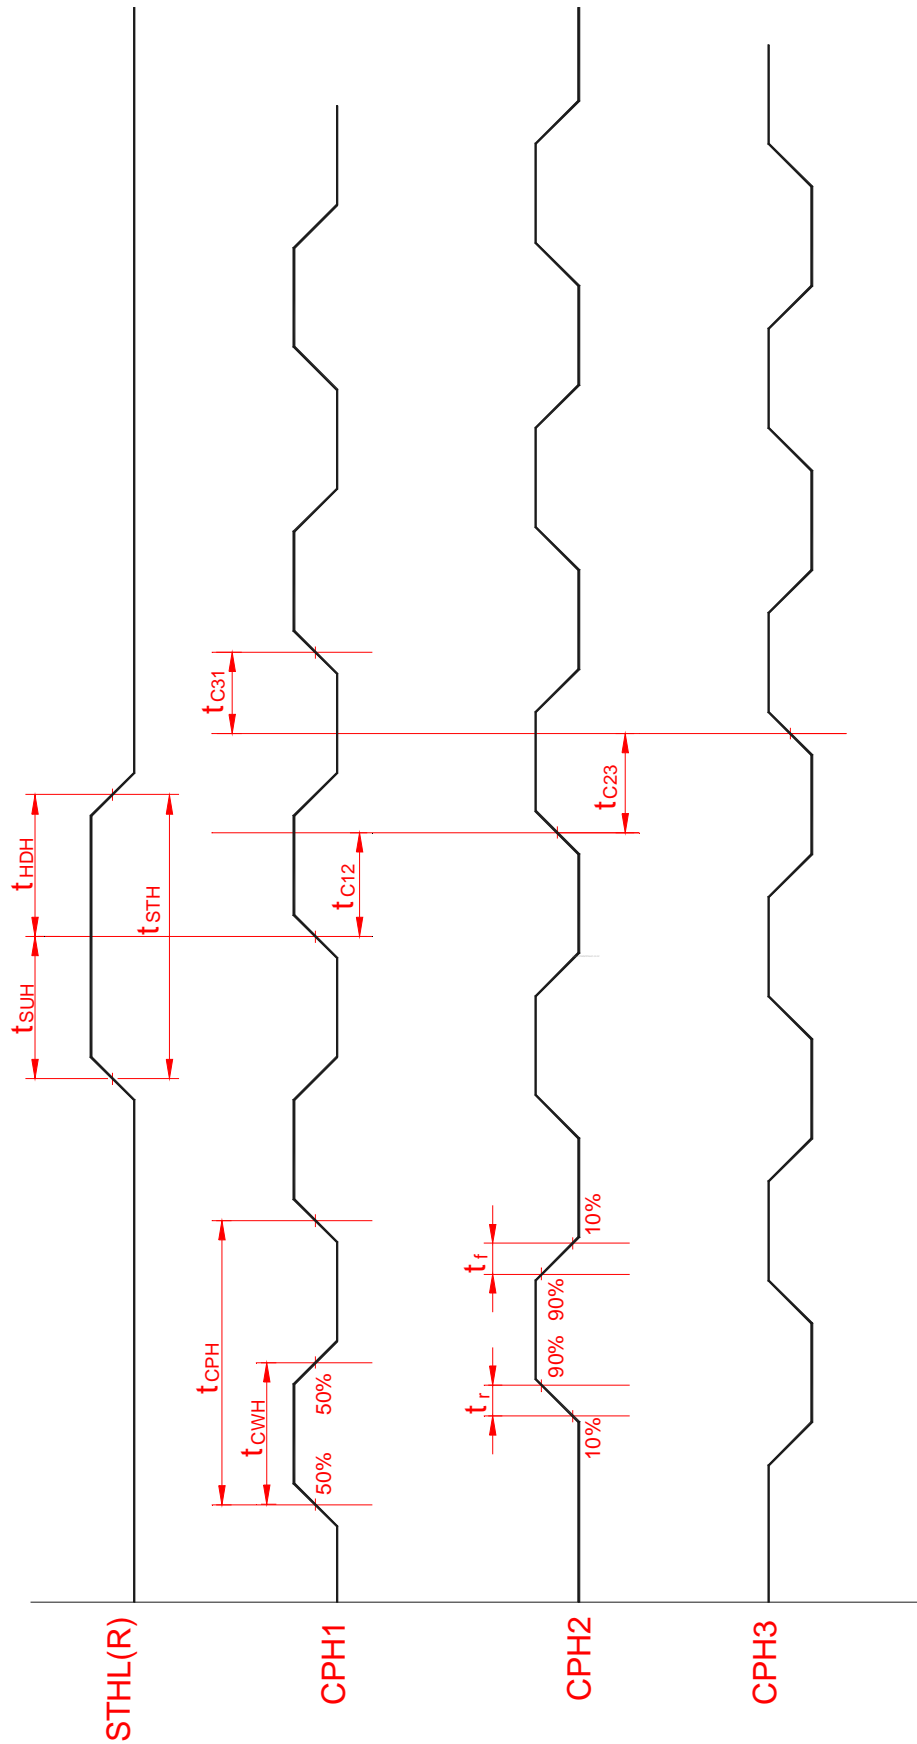 STHL(R)
tSUH
tHDH
tSTH
CPH1
tCPH
tCWH
50%
50%
tC12
tC31
CPH2
tr
tf
10%
90%
90%
10%
tC23
CPH3